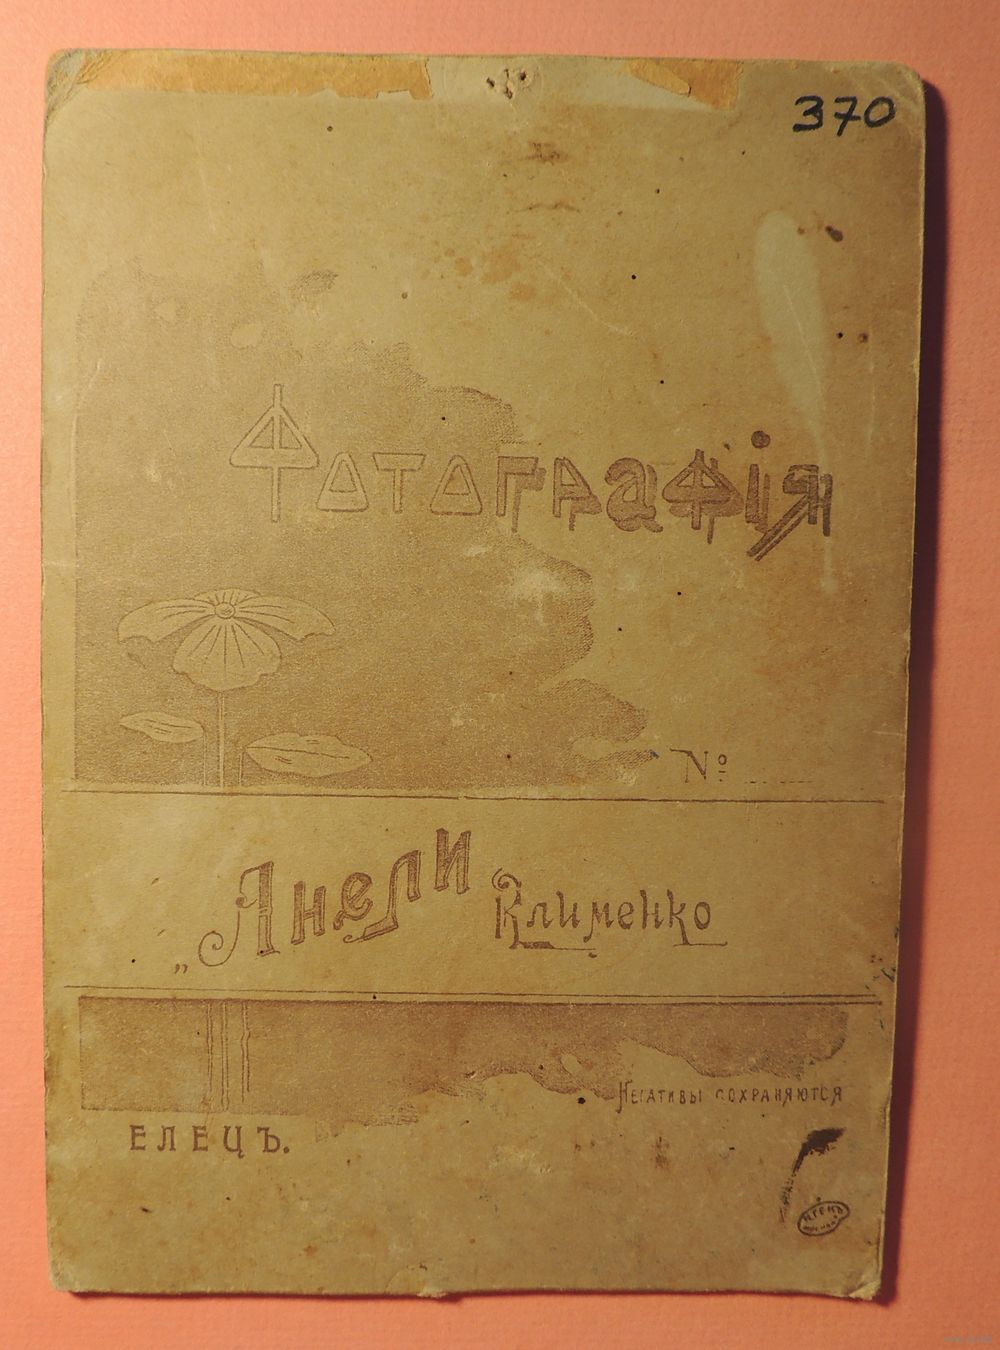 370
Фотографія
№
„Анели
Клименко
Негативы сохраняются
ЕЛЕЦЪ.